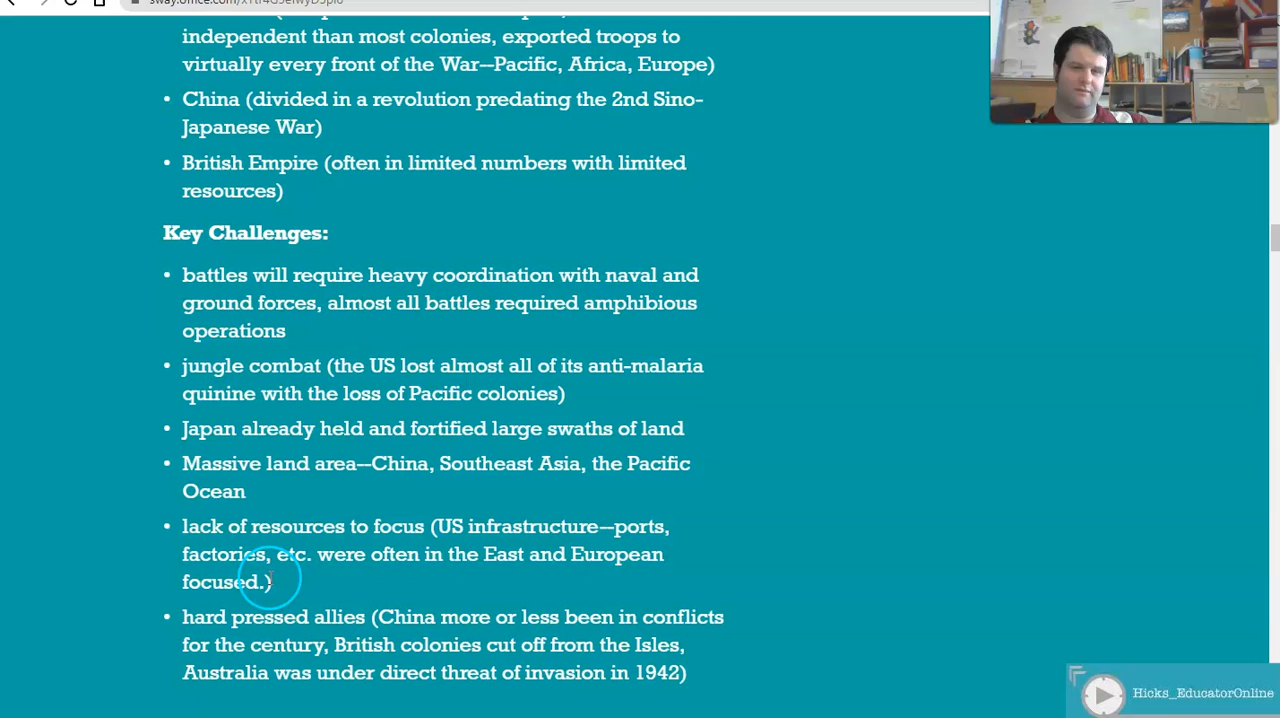 independent than most colonies, exported troops to
virtually every front of the War--Pacific, Africa, Europe)
• China (divided in a revolution predating the 2nd Sino-
Japanese War)
• British Empire (often in limited numbers with limited
resources)
Key Challenges:
• battles will require heavy coordination with naval and
ground forces, almost all battles required amphibious
operations
• jungle combat (the US lost almost all of its anti-malaria
quinine with the loss of Pacific colonies)
• Japan already held and fortified large swaths of land
• Massive land area--China, Southeast Asia, the Pacific
Ocean
• lack of resources to focus (US infrastructure--ports,
factories, etc. were often in the East and European
focused.)
• hard pressed allies (China more or less been in conflicts
for the century, British colonies cut off from the Isles,
Australia was under direct threat of invasion in 1942)
Hicks_EducatorOnline